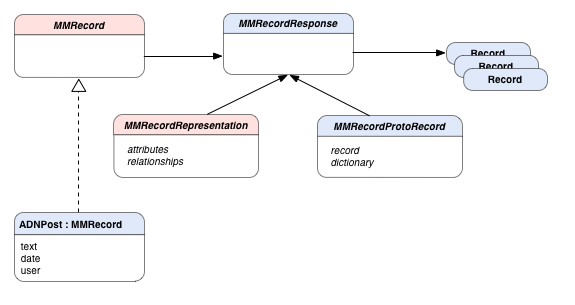 MMRecord
MMRecordResponse
Record
Record
Record
MMRecordRepresentation
attributes
relationships
MMRecordProtoRecord
record
dictionary
ADNPost : MMRecord
text
date
user